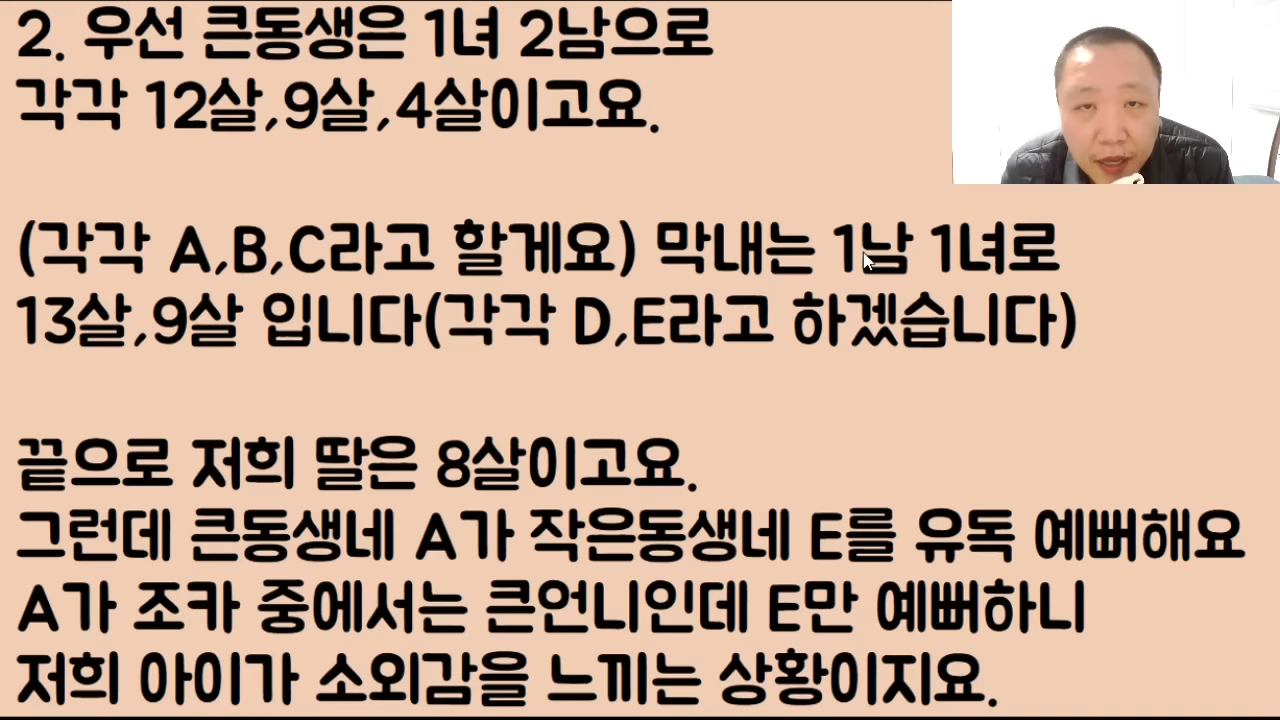 2. 우선 큰동생은 1녀 2남으로
각각 12살,9살,4살이고요.
(각각 A,B,C라고 할게요) 막내는 1남 1녀로
13살,9살 입니다(각각 D,E라고 하겠습니다)
끝으로 저희 딸은 8살이고요.
그런데 큰동생네 A가 작은동생네 E를 유독 예뻐해요
A가 조카 중에서는 큰언니인데 E만 예뻐하니
저희 아이가 소외감을 느끼는 상황이지요.